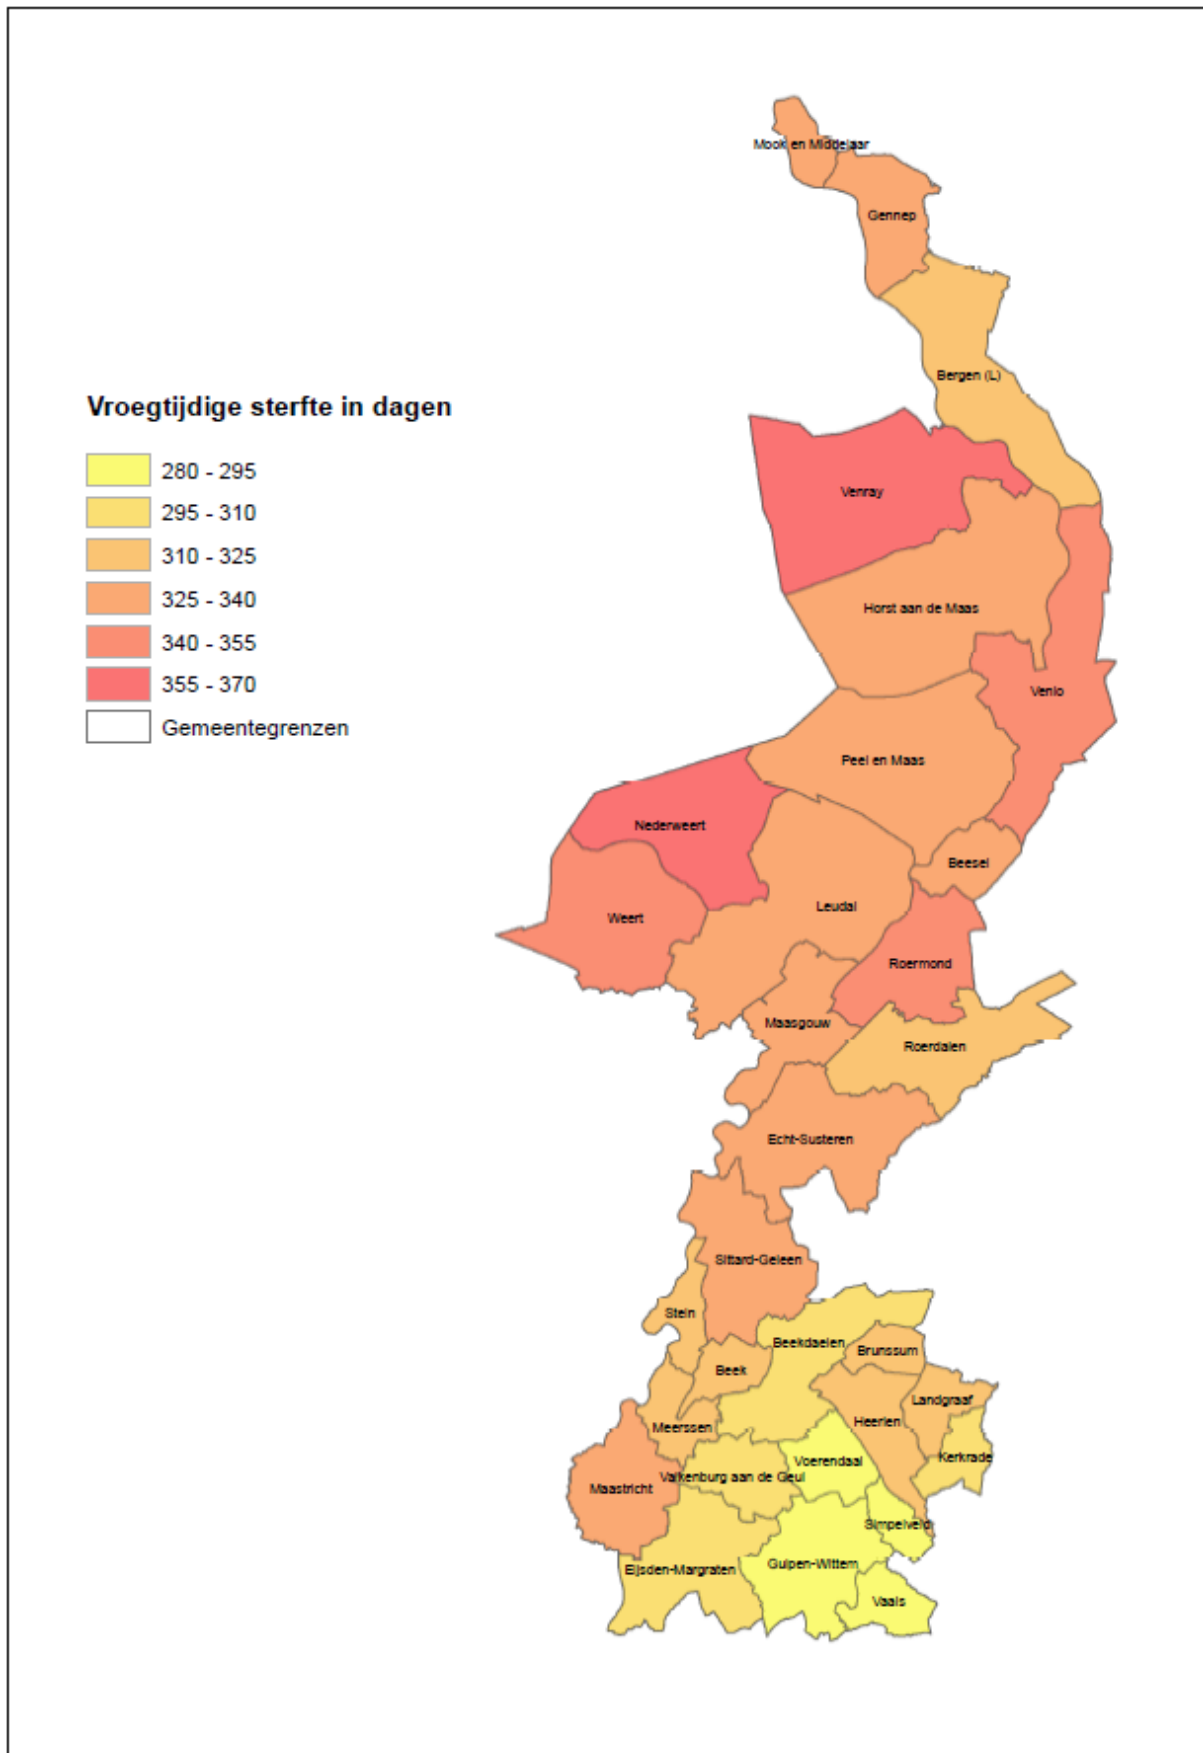 Mook en Middejaar
Gennep
Bergen (L)
Vroegtijdige sterfte in dagen
280 - 295
295 - 310
310 - 325
325 - 340
340 - 355
355 - 370
Gemeentegrenzen
Venray
Horst aan de Maas
Venlo
Peel en Maas
Nederweert
Beesel
Leudal
Weert
Roermond
Maasgouw
Roerdalen
Echt-Susteren
Sittard-Geleen
Stein
Beekdaelen
Brunssum
Beek
Landgraaf
Heerlen
Meerssen
Kerkrade
Voerendaal
Valkenburg aan de Geul
Maastricht
Simpelveld
Gulpen-Wittem
Eijsden-Margraten
Vaals